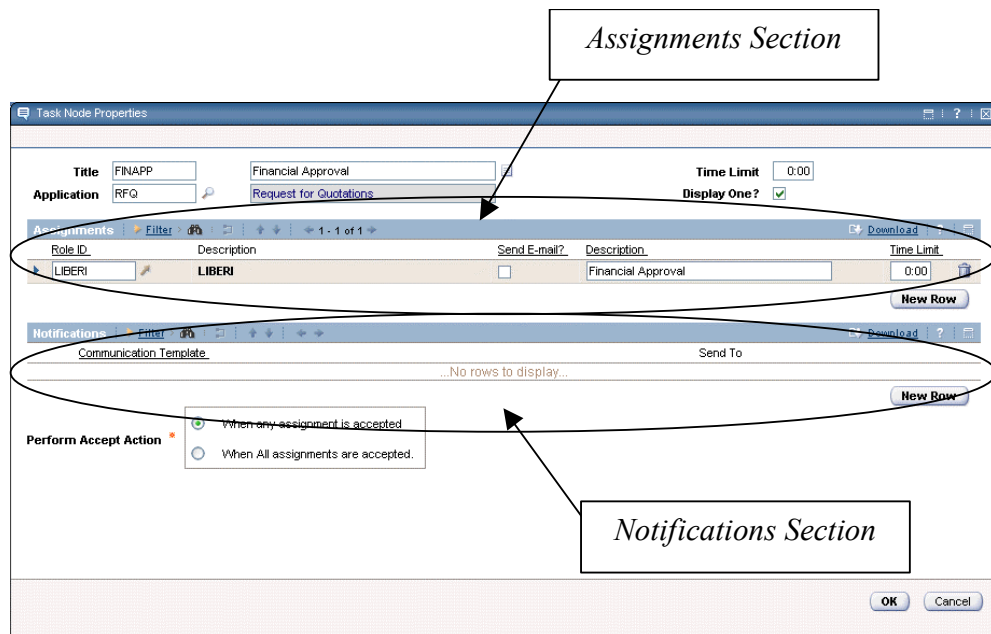 Assignments Section
Task Node Properties ?
Title FINAPP Financial Approval Time Limit 0:00
Application RFQ Request for Quotations Display One?
Assignments Filter 1 - 1 of 1 Download ?
Role ID Description Send E-mail? Description Time Limit
LIBERI LIBERI Financial Approval 0:00
New Row
Notifications Filter Download ?
Communication Template Send To
...No rows to display...
New Row
Perform Accept Action *
When any assignment is accepted
When All assignments are accepted.
Notifications Section
OK Cancel